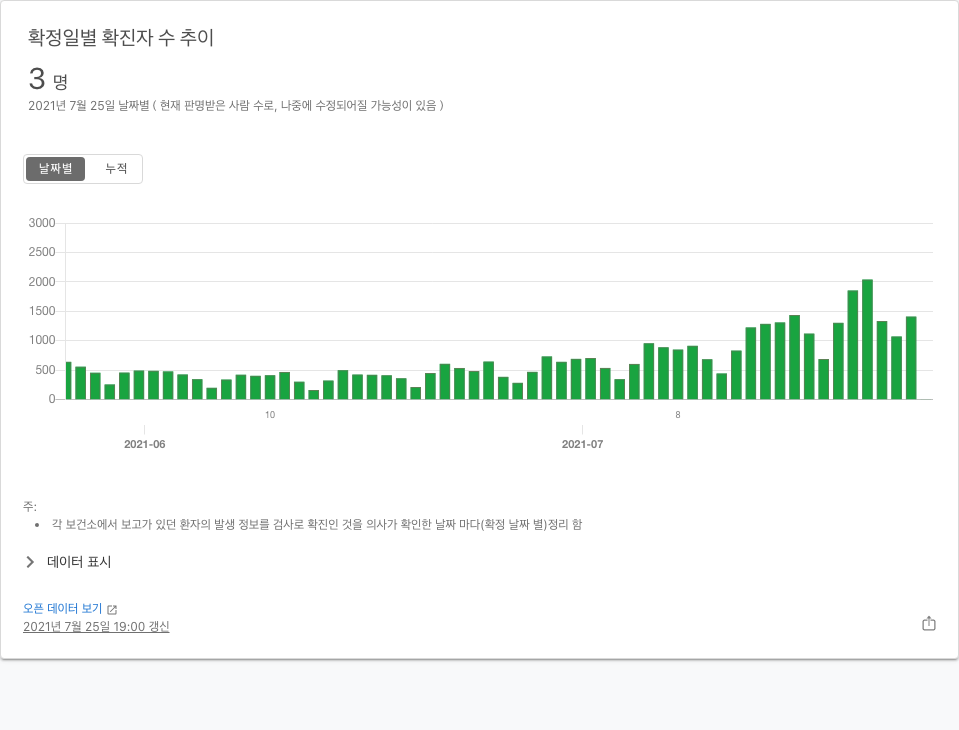 확정일별 확진자 수 추이
3 명
2021년 7월 25일 날짜별 ( 현재 판명받은 사람 수로, 나중에 수정되어질 가능성이 있음 )
날짜별 누적
3000
2500
2000
1500
1000
500
0
10 8
2021-06 2021-07
주:
• 각 보건소에서 보고가 있던 환자의 발생 정보를 검사로 확진인 것을 의사가 확인한 날짜 마다(확정 날짜 별)정리 함
데이터 표시
오픈 데이터 보기
2021년 7월 25일 19:00 갱신